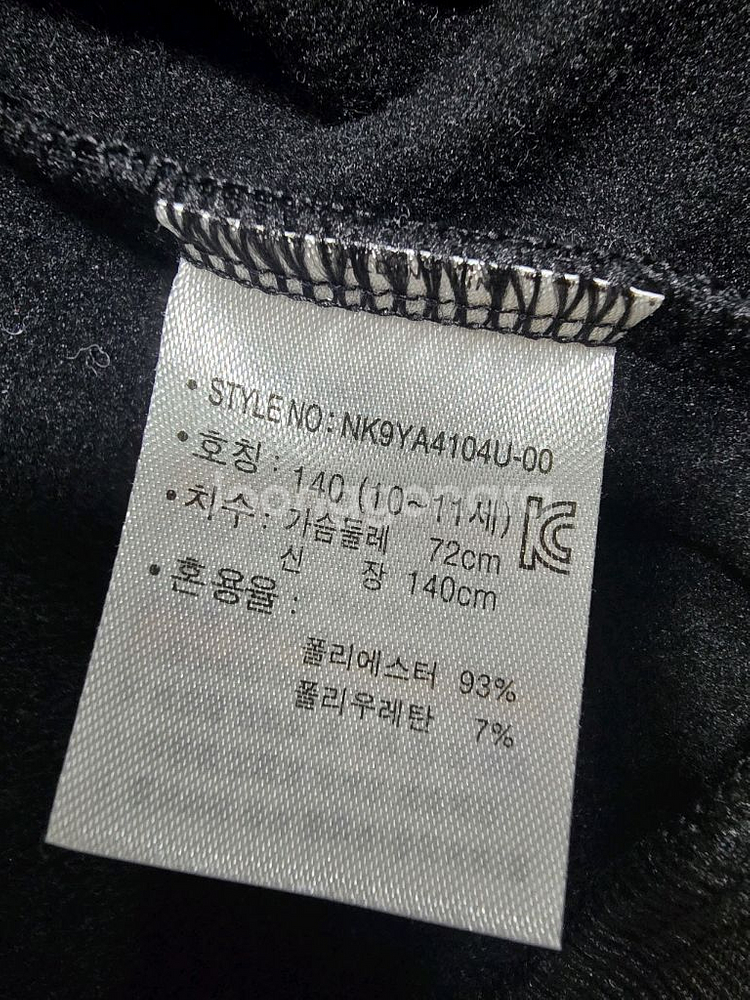 • STYLE NO : NK9YA4104U-00
• 호칭 : 140 (10~11세)
• 치수 : 가슴둘레 72cm
신 장 140cm
• 혼용율 :
폴리에스터 93%
폴리우레탄 7%